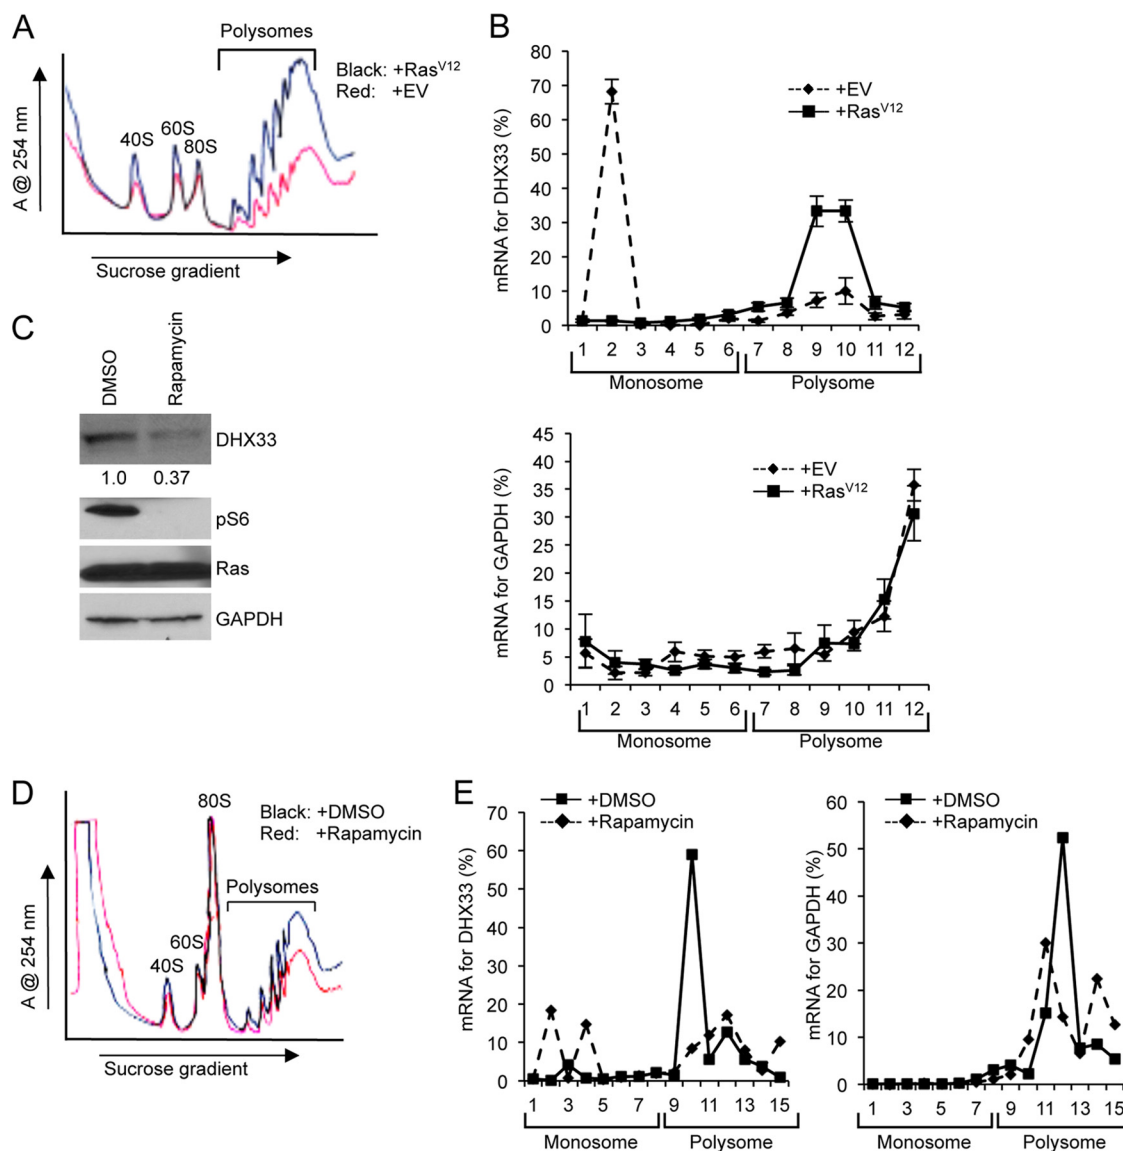 A
Polysomes
Black: +Ras^V12
Red: +EV
40S
60S
80S
A @ 254 nm
Sucrose gradient
B
80
70
60
50
40
30
20
10
0
mRNA for DHX33 (%)
+EV
+Ras^V12
1 2 3 4 5 6 7 8 9 10 11 12
Monosome Polysome
45
40
35
30
25
20
15
10
5
0
mRNA for GAPDH (%)
+EV
+Ras^V12
1 2 3 4 5 6 7 8 9 10 11 12
Monosome Polysome
C
DMSO Rapamycin
DHX33
1.0 0.37
pS6
Ras
GAPDH
D
80S
Black: +DMSO
Red: +Rapamycin
Polysomes
60S
40S
A @ 254 nm
Sucrose gradient
E
+DMSO
+Rapamycin
70
60
50
40
30
20
10
0
mRNA for DHX33 (%)
1 3 5 7 9 11 13 15
Monosome Polysome
+DMSO
+Rapamycin
60
50
40
30
20
10
0
mRNA for GAPDH (%)
1 3 5 7 9 11 13 15
Monosome Polysome